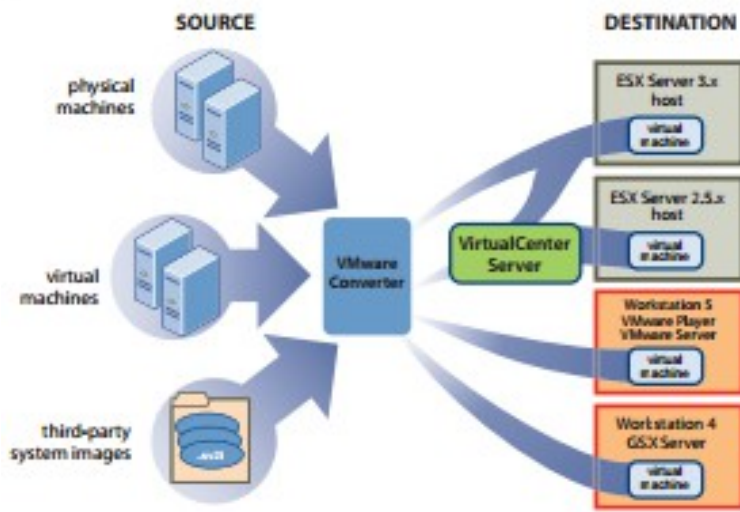 SOURCE
DESTINATION
physical
machines
virtual
machines
third-party
system images
VMware
Converter
VirtualCenter
Server
ESX Server 3.x
host
virtual
machine
ESX Server 2.5.x
host
virtual
machine
Workstation 5
VMware Player
VMware Server
virtual
machine
Workstation 4
GSX Server
virtual
machine